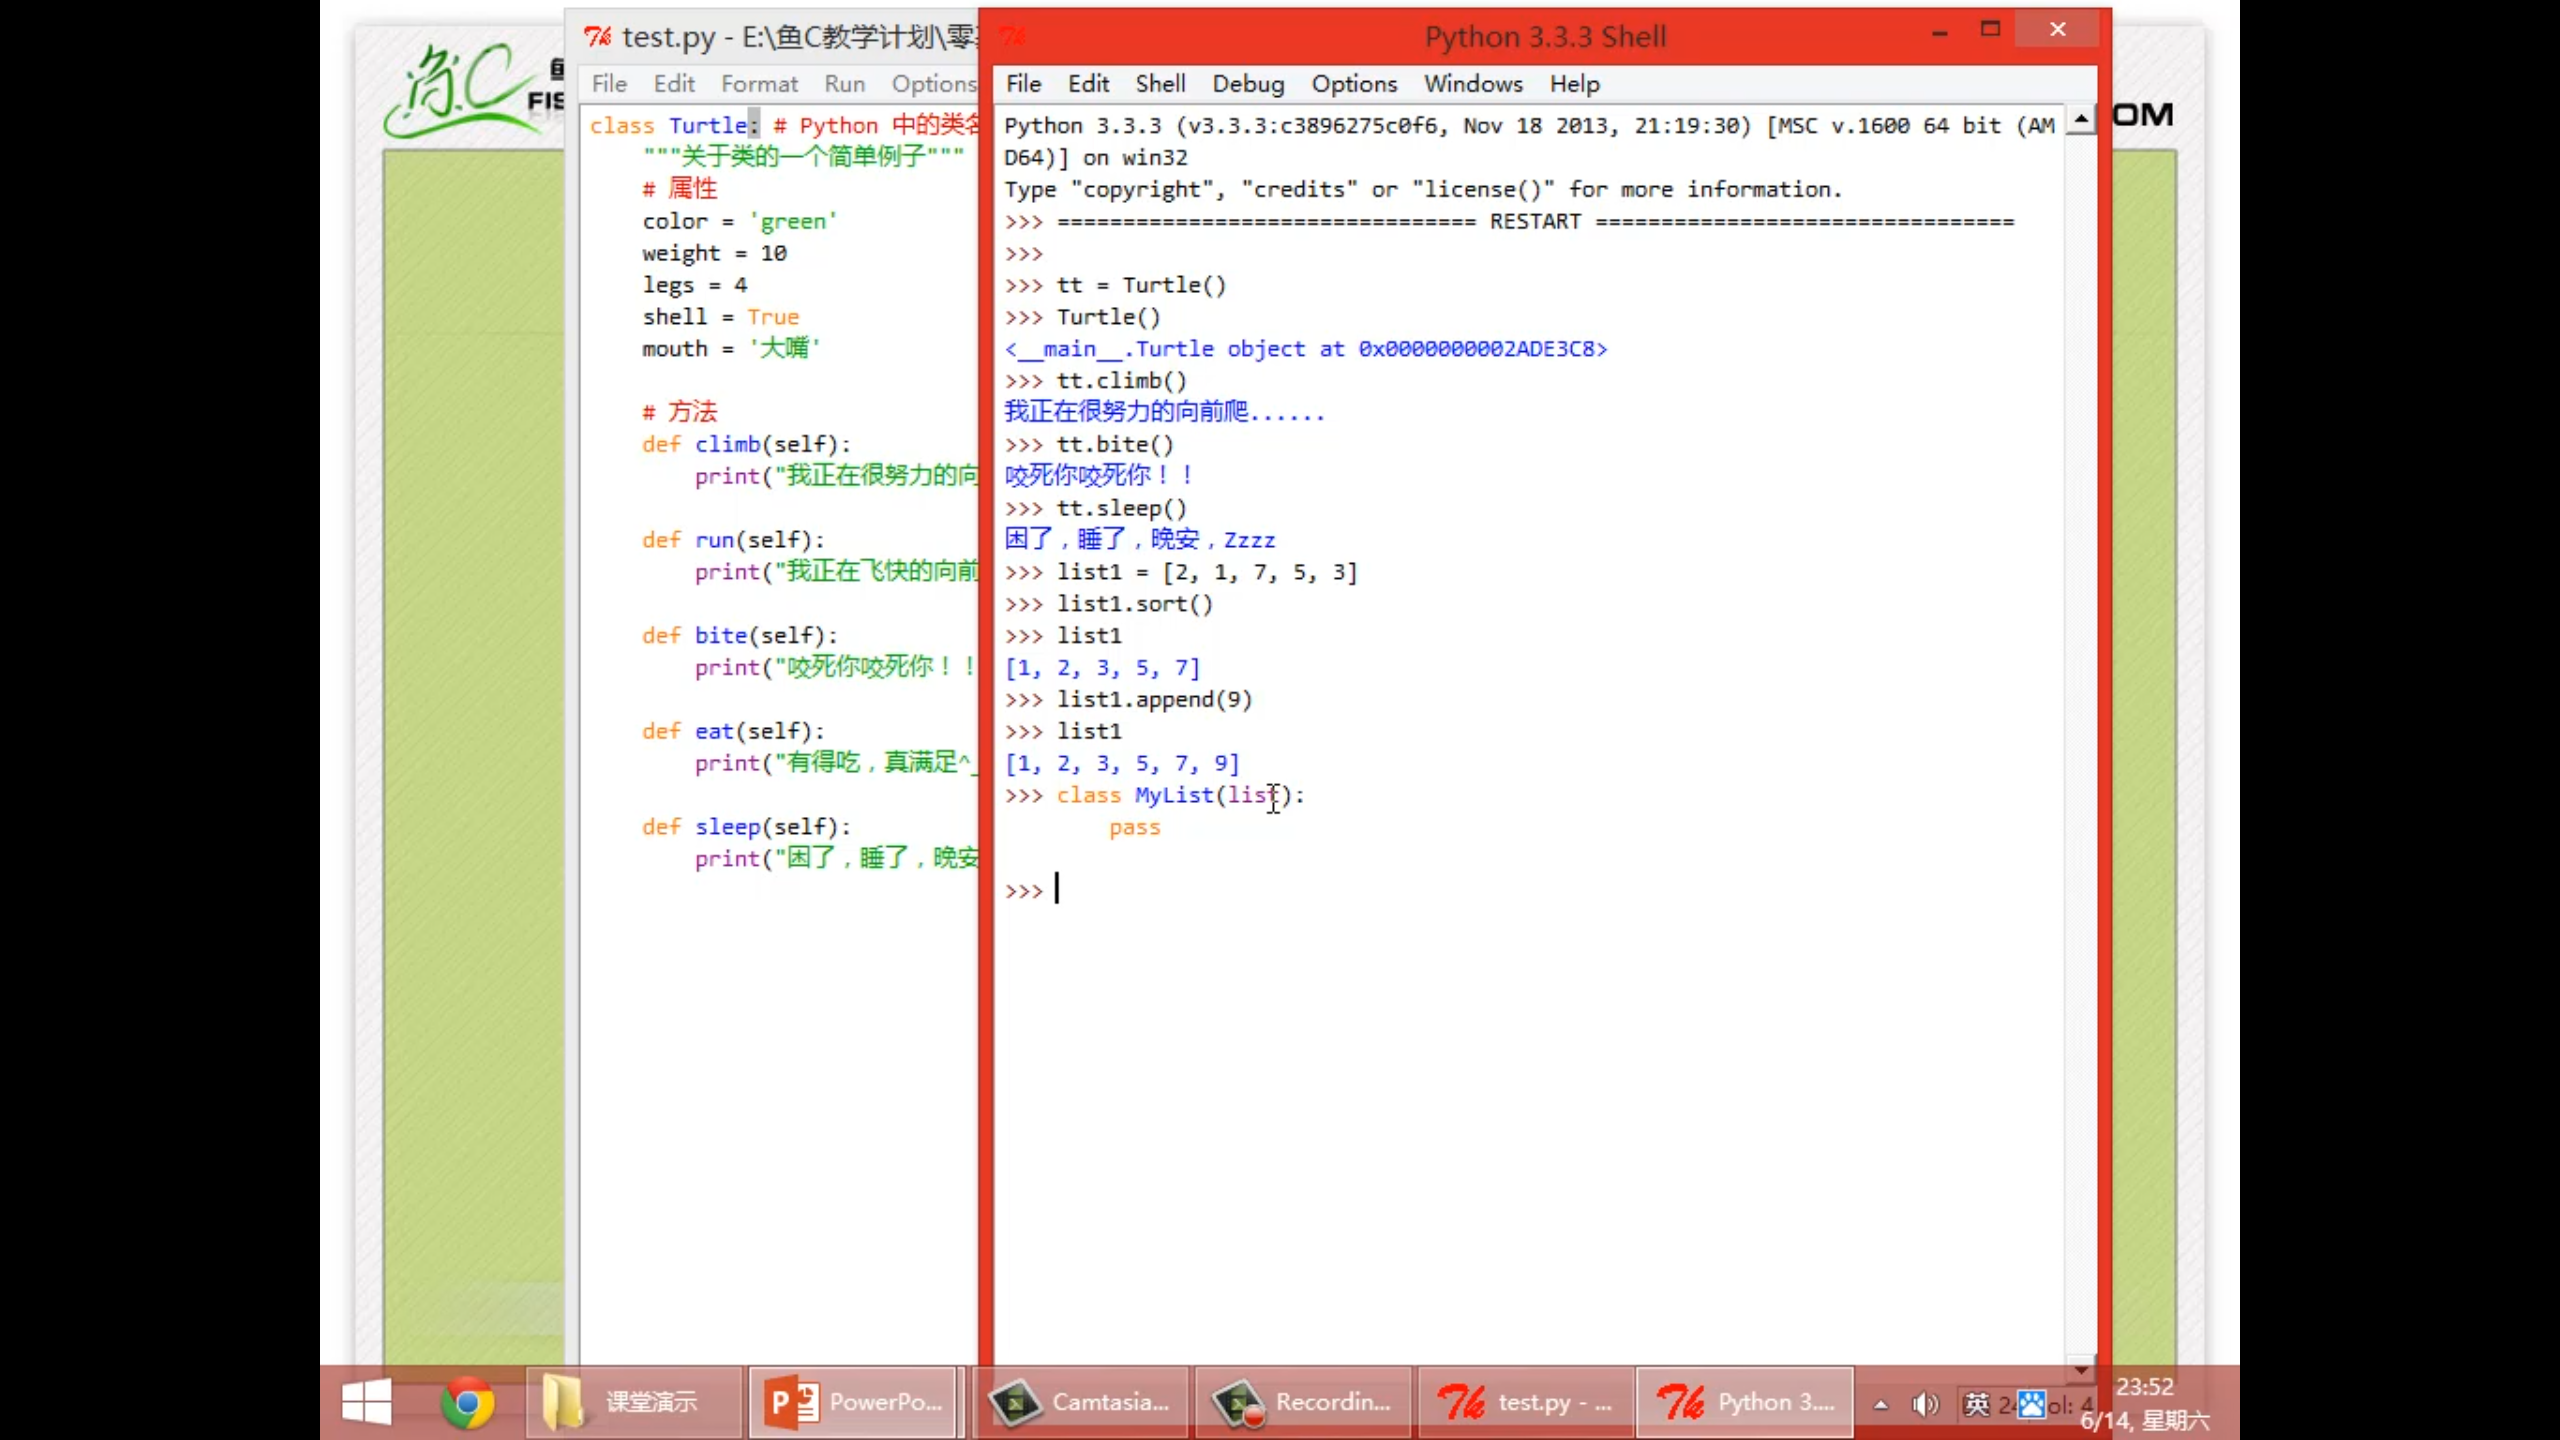 FIS
OM
test.py - E:\鱼C教学计划\零
File Edit Format Run Options
class Turtle: # Python 中的类名
"""关于类的一个简单例子"""
# 属性
color = 'green'
weight = 10
legs = 4
shell = True
mouth = '大嘴'
# 方法
def climb(self):
print("我正在很努力的向
def run(self):
print("我正在飞快的向前
def bite(self):
print("咬死你咬死你！！
def eat(self):
print("有得吃，真满足^_
def sleep(self):
print("困了，睡了，晚安
Python 3.3.3 Shell
File Edit Shell Debug Options Windows Help
Python 3.3.3 (v3.3.3:c3896275c0f6, Nov 18 2013, 21:19:30) [MSC v.1600 64 bit (AM
D64)] on win32
Type "copyright", "credits" or "license()" for more information.
>>> ================================ RESTART ================================
>>>
>>> tt = Turtle()
>>> Turtle()
<__main__.Turtle object at 0x0000000002ADE3C8>
>>> tt.climb()
我正在很努力的向前爬......
>>> tt.bite()
咬死你咬死你！！
>>> tt.sleep()
困了，睡了，晚安，Zzzz
>>> list1 = [2, 1, 7, 5, 3]
>>> list1.sort()
>>> list1
[1, 2, 3, 5, 7]
>>> list1.append(9)
>>> list1
[1, 2, 3, 5, 7, 9]
>>> class MyList(list):
pass
>>>
课堂演示
PowerPo...
Camtasia...
Recordin...
test.py - ...
Python 3....
英
23:52
6/14, 星期六